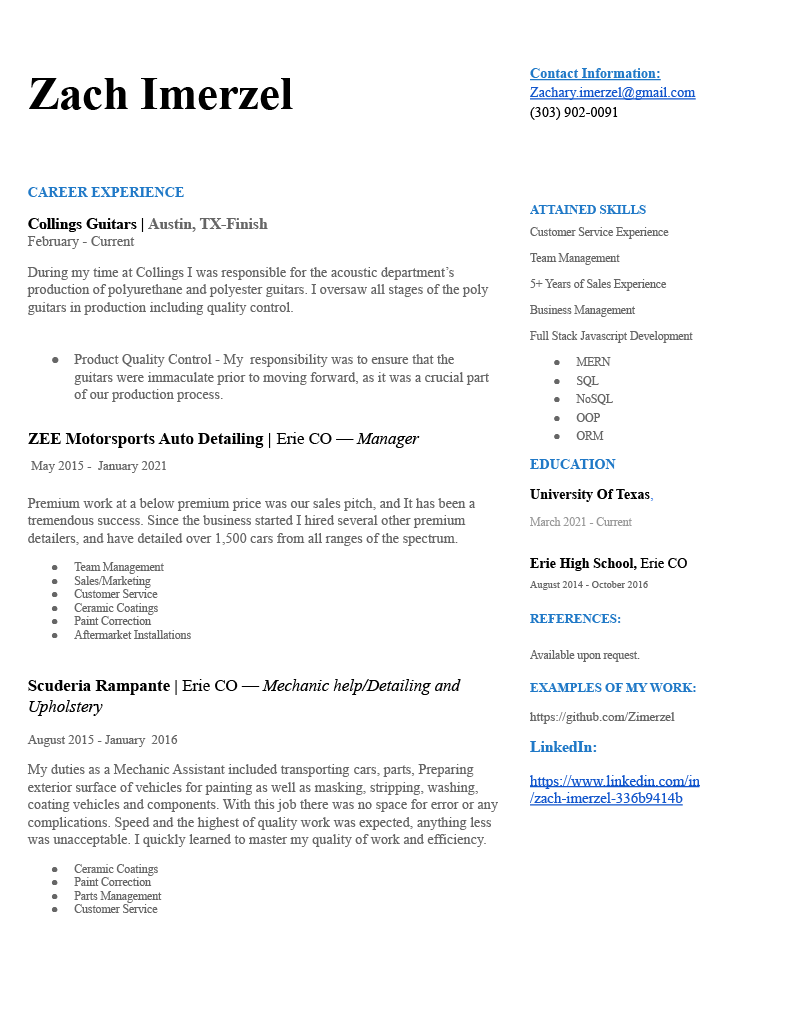 Zach Imerzel
Contact Information:
Zachary.imerzel@gmail.com
(303) 902-0091
CAREER EXPERIENCE
Collings Guitars | Austin, TX-Finish
February - Current
During my time at Collings I was responsible for the acoustic department’s
production of polyurethane and polyester guitars. I oversaw all stages of the poly
guitars in production including quality control.
● Product Quality Control - My  responsibility was to ensure that the
guitars were immaculate prior to moving forward, as it was a crucial part
of our production process.
ZEE Motorsports Auto Detailing | Erie CO — Manager
May 2015 -  January 2021
Premium work at a below premium price was our sales pitch, and It has been a
tremendous success. Since the business started I hired several other premium
detailers, and have detailed over 1,500 cars from all ranges of the spectrum.
● Team Management
● Sales/Marketing
● Customer Service
● Ceramic Coatings
● Paint Correction
● Aftermarket Installations
Scuderia Rampante | Erie CO — Mechanic help/Detailing and
Upholstery
August 2015 - January  2016
My duties as a Mechanic Assistant included transporting cars, parts, Preparing
exterior surface of vehicles for painting as well as masking, stripping, washing,
coating vehicles and components. With this job there was no space for error or any
complications. Speed and the highest of quality work was expected, anything less
was unacceptable. I quickly learned to master my quality of work and efficiency.
● Ceramic Coatings
● Paint Correction
● Parts Management
● Customer Service
ATTAINED SKILLS
Customer Service Experience
Team Management
5+ Years of Sales Experience
Business Management
Full Stack Javascript Development
● MERN
● SQL
● NoSQL
● OOP
● ORM
EDUCATION
University Of Texas,
March 2021 - Current
Erie High School, Erie CO
August 2014 - October 2016
REFERENCES:
Available upon request.
EXAMPLES OF MY WORK:
https://github.com/Zimerzel
LinkedIn:
https://www.linkedin.com/in
/zach-imerzel-336b9414b